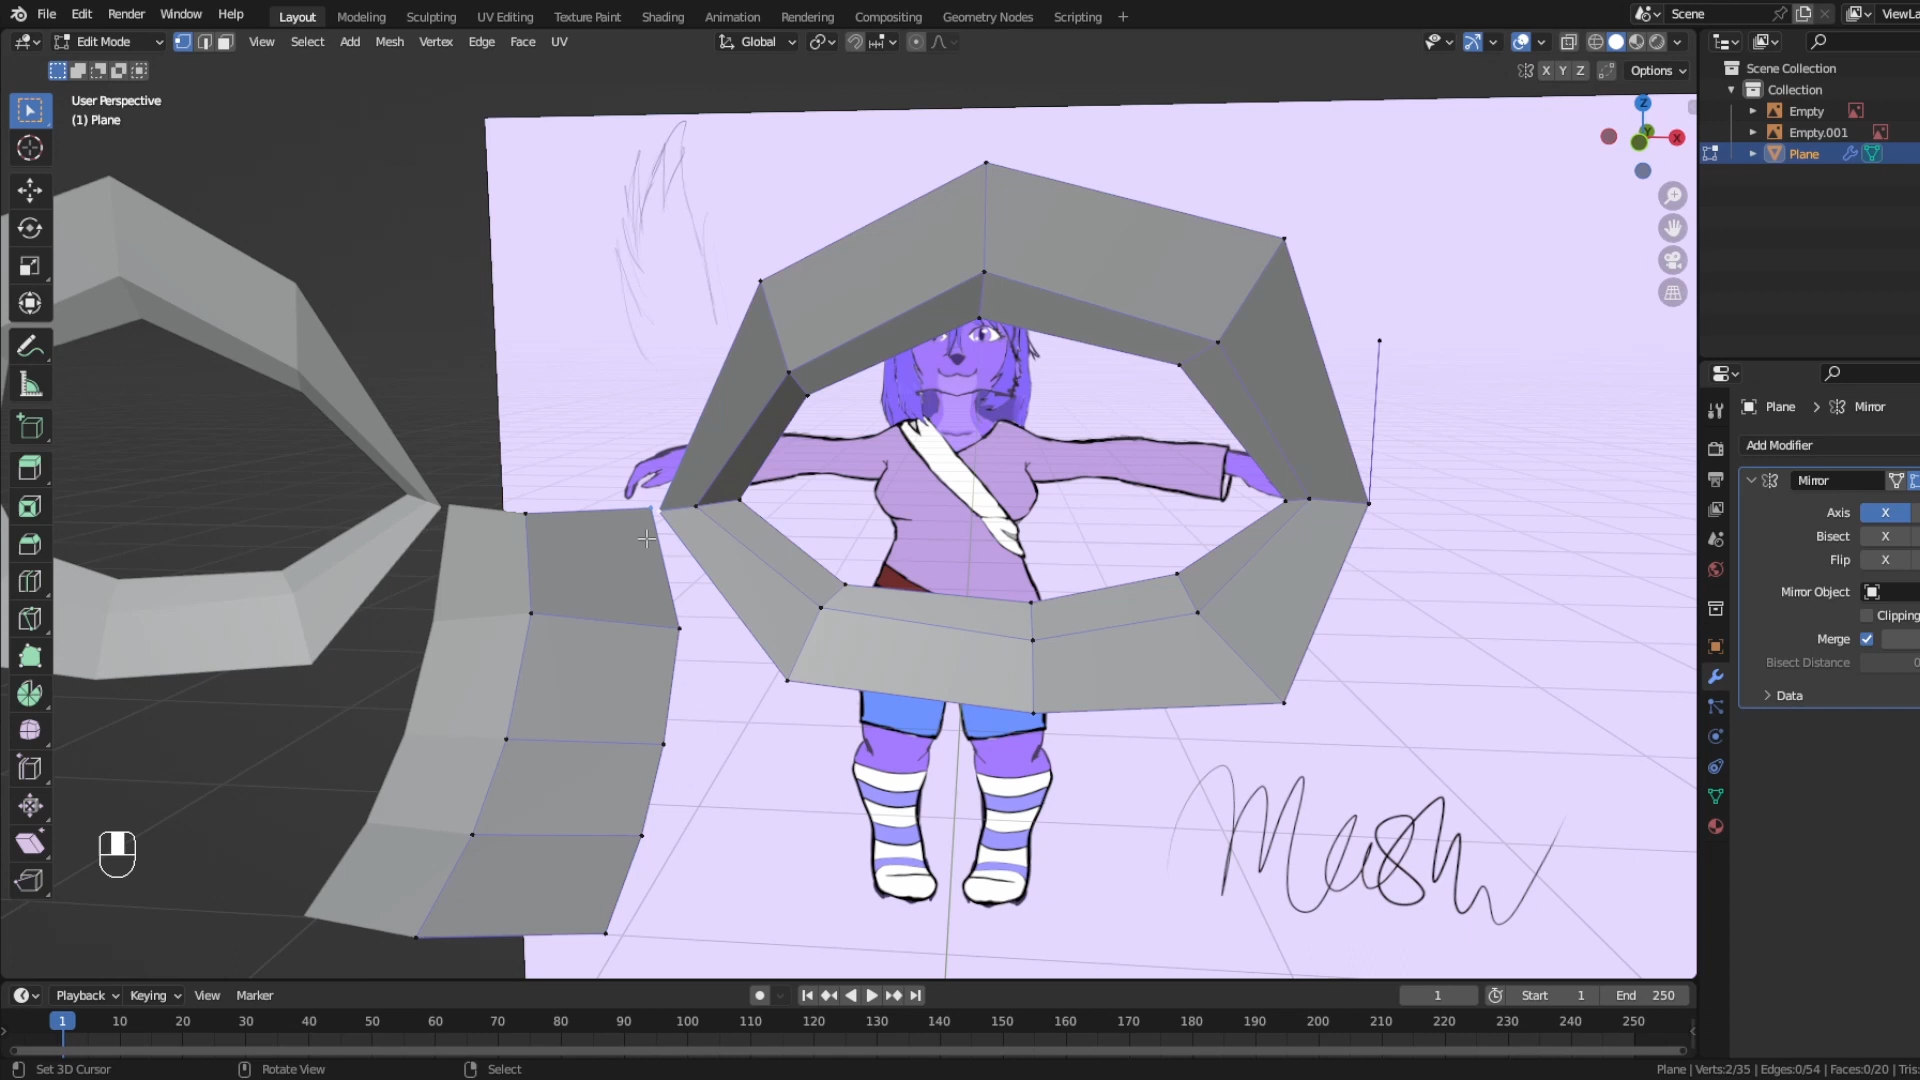 File Edit Render Window Help Layout Modeling Sculpting UV Editing Texture Paint Shading Animation Rendering Compositing Geometry Nodes Scripting + Scene ViewLa
Edit Mode View Select Add Mesh Vertex Edge Face UV Global
X Y Z Options
User Perspective
(1) Plane
Z
Y
X
Scene Collection
Collection
Empty
Empty.001
Plane
Plane > Mirror
Add Modifier
Mirror
Axis X
Bisect X
Flip X
Mirror Object
Clipping
Merge
Bisect Distance 0
> Data
Mush
Playback Keying View Marker 1 Start 1 End 250
1 10 20 30 40 50 60 70 80 90 100 110 120 130 140 150 160 170 180 190 200 210 220 230 240 250
Set 3D Cursor Rotate View Select Plane | Verts:2/35 | Edges:0/54 | Faces:0/20 | Tris: